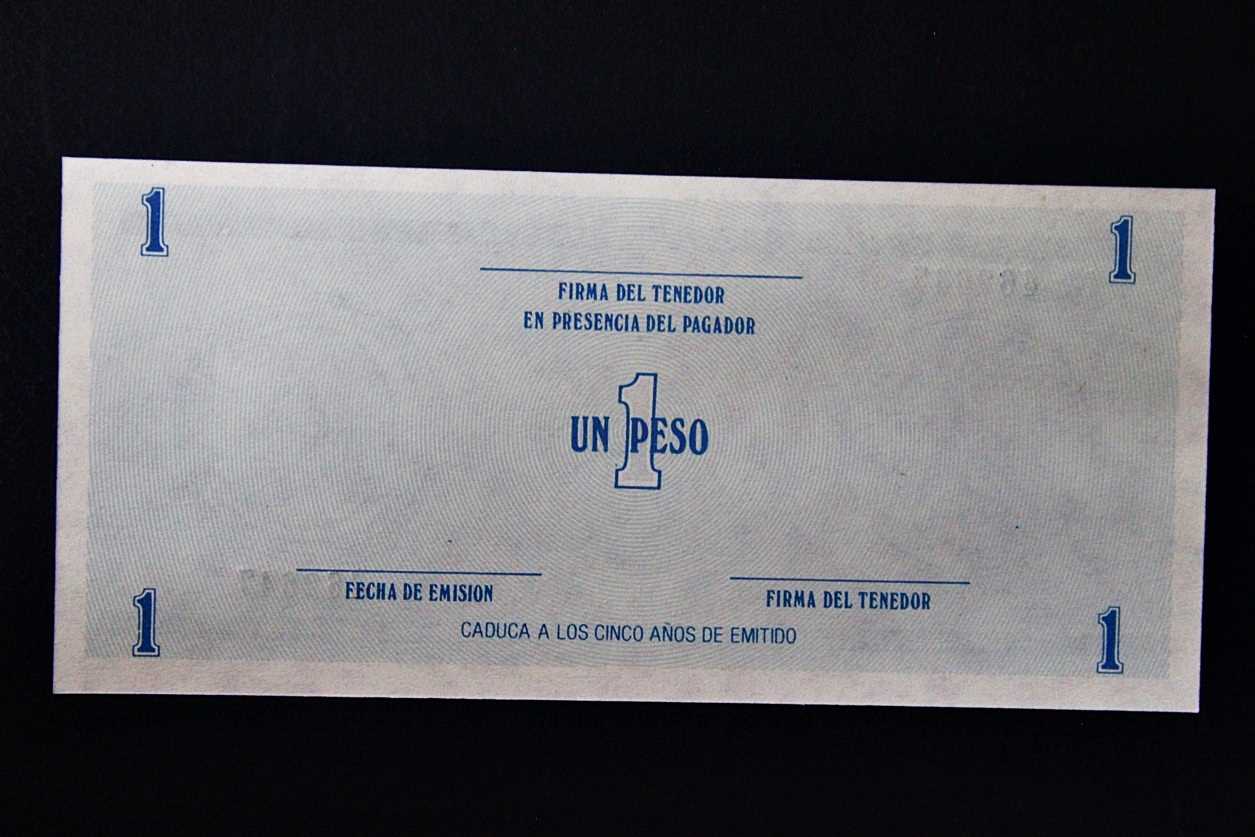 1
1
FIRMA DEL TENEDOR
EN PRESENCIA DEL PAGADOR
UN PESO
1
FECHA DE EMISION
FIRMA DEL TENEDOR
CADUCA A LOS CINCO AÑOS DE EMITIDO
1
1